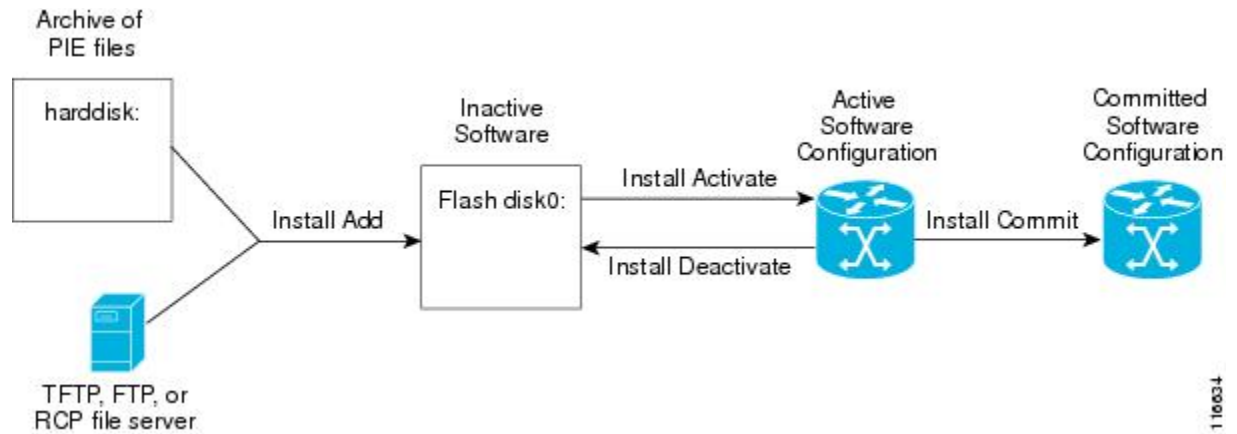 Archive of
PIE files
harddisk:
Inactive
Software
Active
Software
Configuration
Committed
Software
Configuration
Flash disk0:
Install Add
Install Activate
Install Deactivate
Install Commit
TFTP, FTP, or
RCP file server
116634